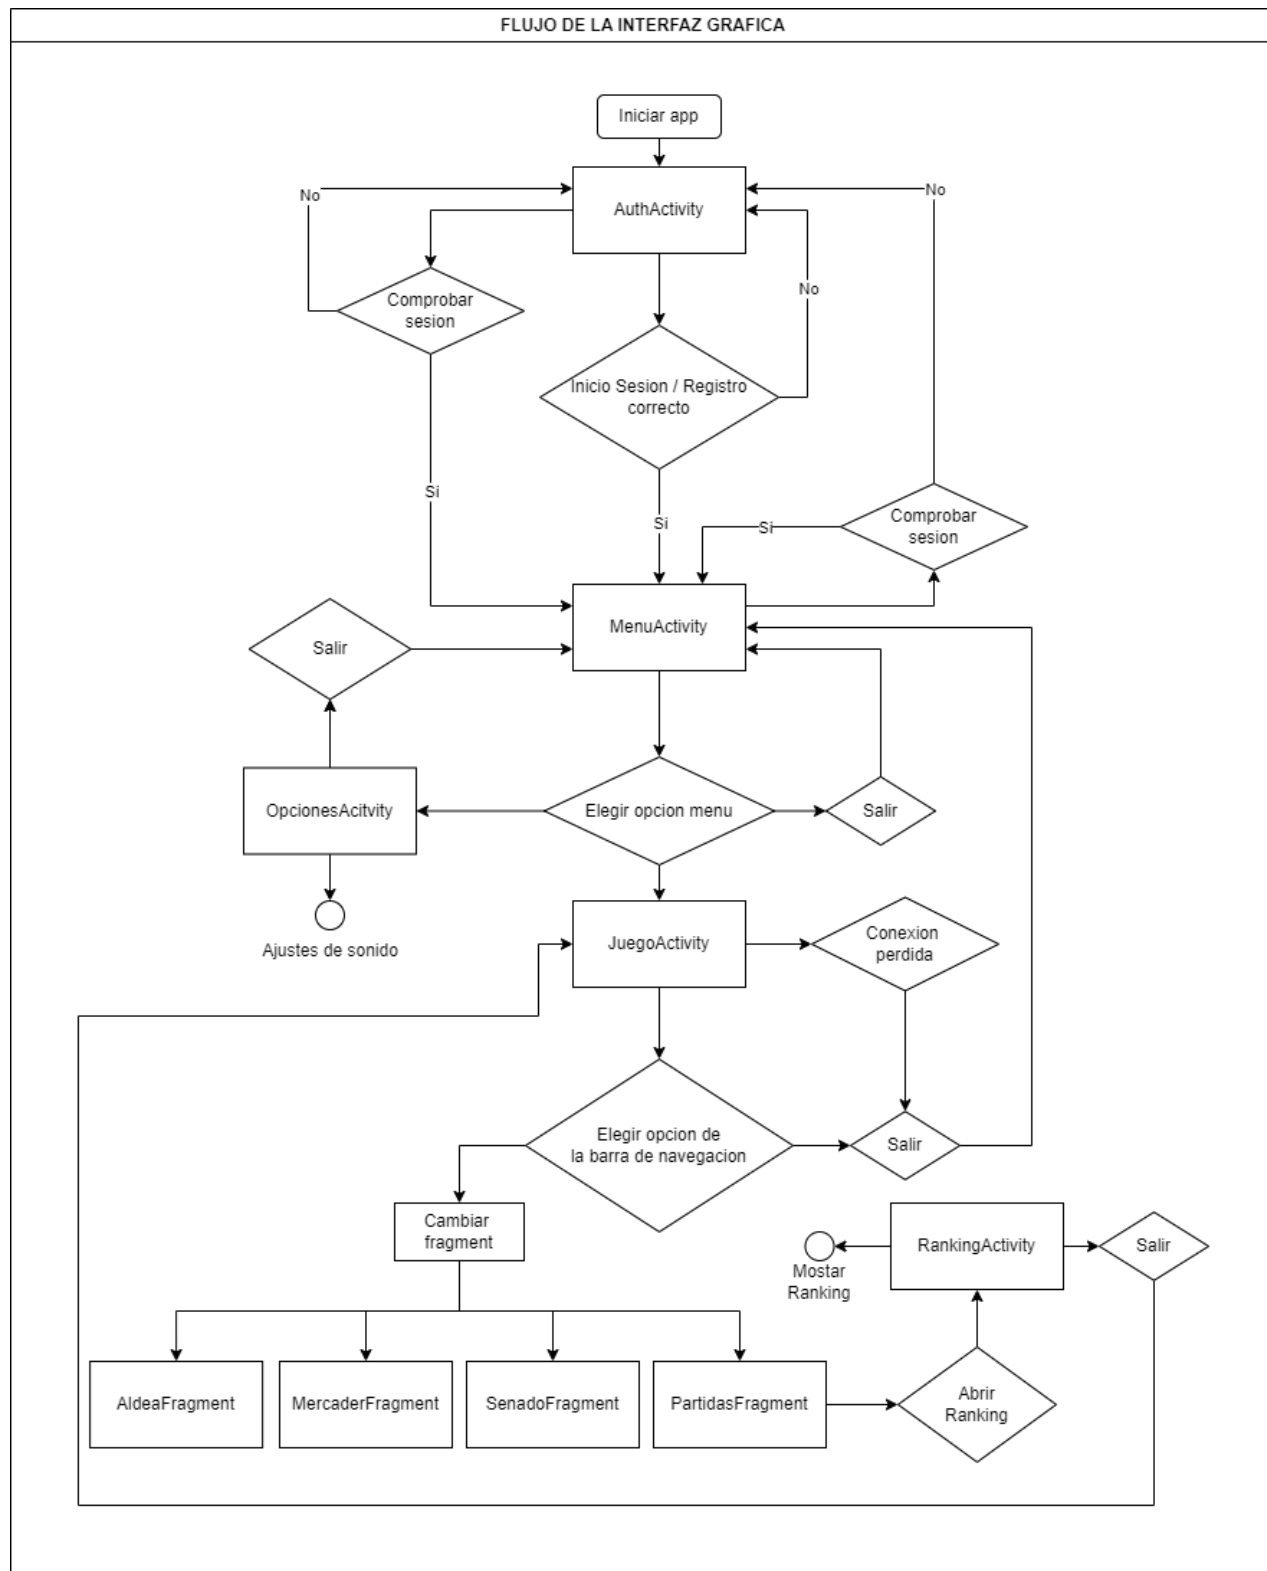 FLUJO DE LA INTERFAZ GRAFICA
Iniciar app
AuthActivity
No
No
Comprobar
sesion
No
Inicio Sesion / Registro
correcto
Si
Si
Si
Comprobar
sesion
MenuActivity
Salir
OpcionesAcitvity
Elegir opcion menu
Salir
Ajustes de sonido
JuegoActivity
Conexion
perdida
Elegir opcion de
la barra de navegacion
Salir
Cambiar
fragment
Mostar
Ranking
RankingActivity
Salir
AldeaFragment
MercaderFragment
SenadoFragment
PartidasFragment
Abrir
Ranking